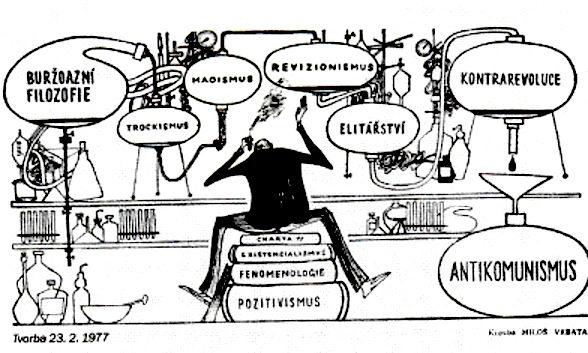 BURŽOAZNÍ
FILOZOFIE
TROCKISMUS
MAOISMUS
REVIZIONISMUS
ELITÁŘSTVÍ
KONTRAREVOLUCE
CHARTA 77
EXISTENCIALISMUS
FENOMENOLOGIE
POZITIVISMUS
ANTIKOMUNISMUS
Tvorba 23. 2. 1977
Kresba MILOŠ VRBATA